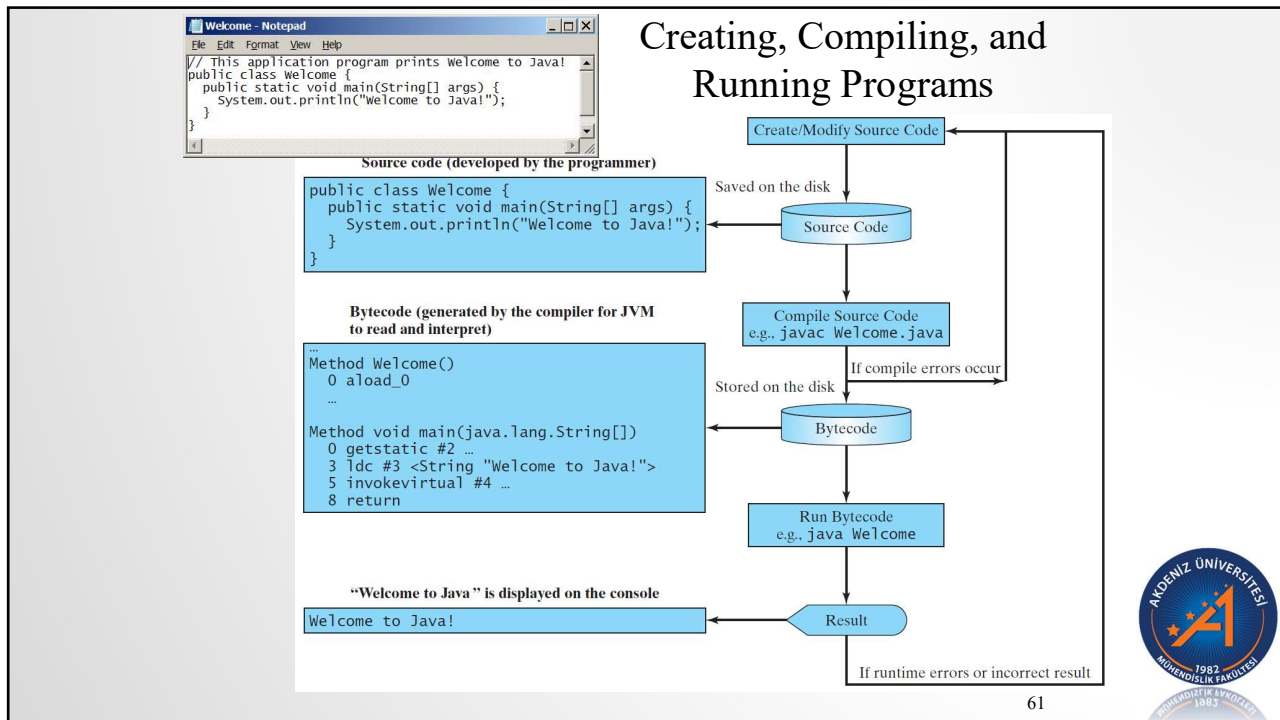 Welcome - Notepad
File Edit Format View Help
// This application program prints Welcome to Java!
public class Welcome {
  public static void main(String[] args) {
    System.out.println("Welcome to Java!");
  }
}
Creating, Compiling, and
Running Programs
Source code (developed by the programmer)
public class Welcome {
  public static void main(String[] args) {
    System.out.println("Welcome to Java!");
  }
}
Create/Modify Source Code
Saved on the disk
Source Code
Compile Source Code
e.g., javac Welcome.java
If compile errors occur
Stored on the disk
Bytecode
Bytecode (generated by the compiler for JVM
to read and interpret)
…
Method Welcome()
  0 aload_0
  …
Method void main(java.lang.String[])
  0 getstatic #2 …
  3 ldc #3 <String "Welcome to Java!">
  5 invokevirtual #4 …
  8 return
Run Bytecode
e.g., java Welcome
“Welcome to Java” is displayed on the console
Welcome to Java!
Result
If runtime errors or incorrect result
61
AKDENİZ ÜNİVERSİTESİ
1982
MÜHENDİSLİK FAKÜLTESİ